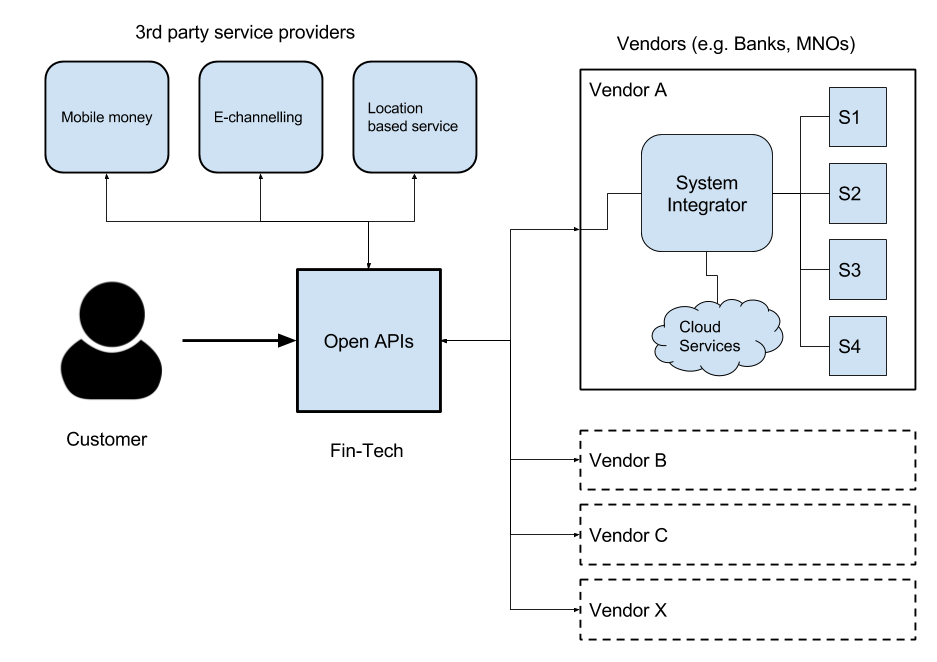 3rd party service providers
Mobile money
E-channelling
Location
based service
Vendors (e.g. Banks, MNOs)
Vendor A
System
Integrator
S1
S2
S3
S4
Cloud
Services
Open APIs
Customer
Fin-Tech
Vendor B
Vendor C
Vendor X